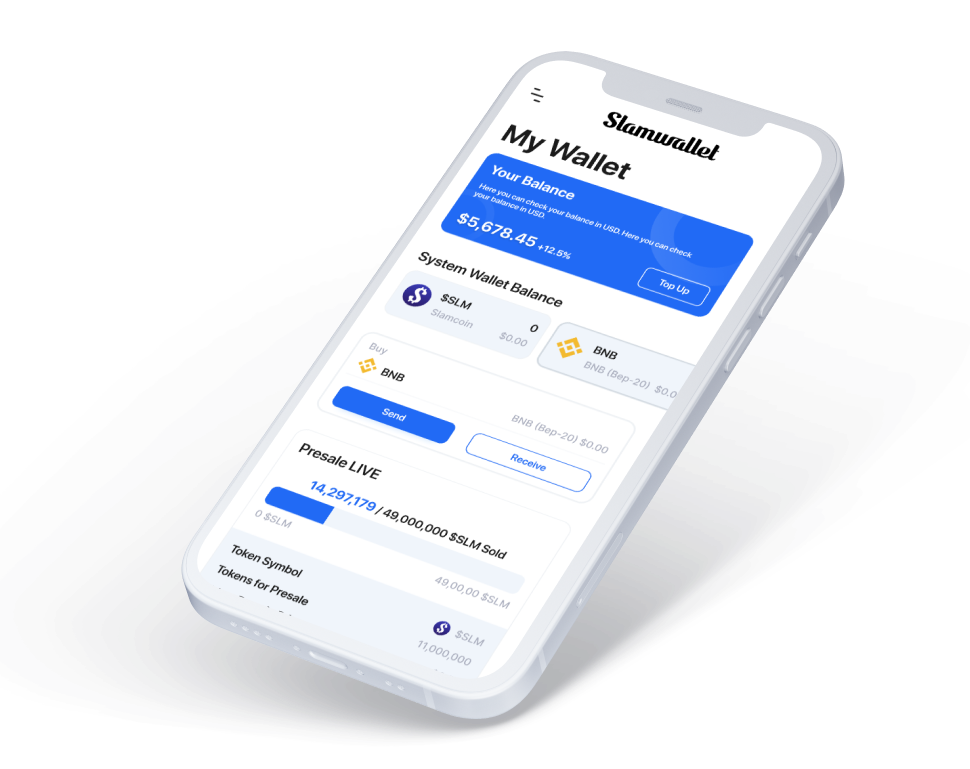 Slamwallet
My Wallet
Your Balance
Here you can check your balance in USD. Here you can check
your balance in USD.
$5,678.45 +12.5%
Top Up
System Wallet Balance
$SLM 0
Slamcoin $0.00
BNB
BNB (Bep-20) $0.0
Buy
BNB
BNB (Bep-20) $0.00
Send
Receive
Presale LIVE
14,297,179 / 49,000,000 $SLM Sold
0 $SLM
49,00,00 $SLM
Token Symbol
$SLM
Tokens for Presale
11,000,000